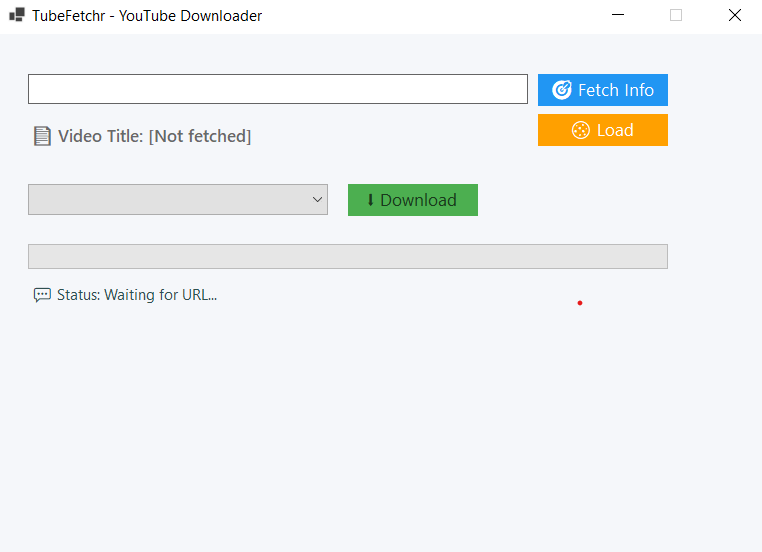 TubeFetchr - YouTube Downloader
Fetch Info
Video Title: [Not fetched]
Load
Download
Status: Waiting for URL...